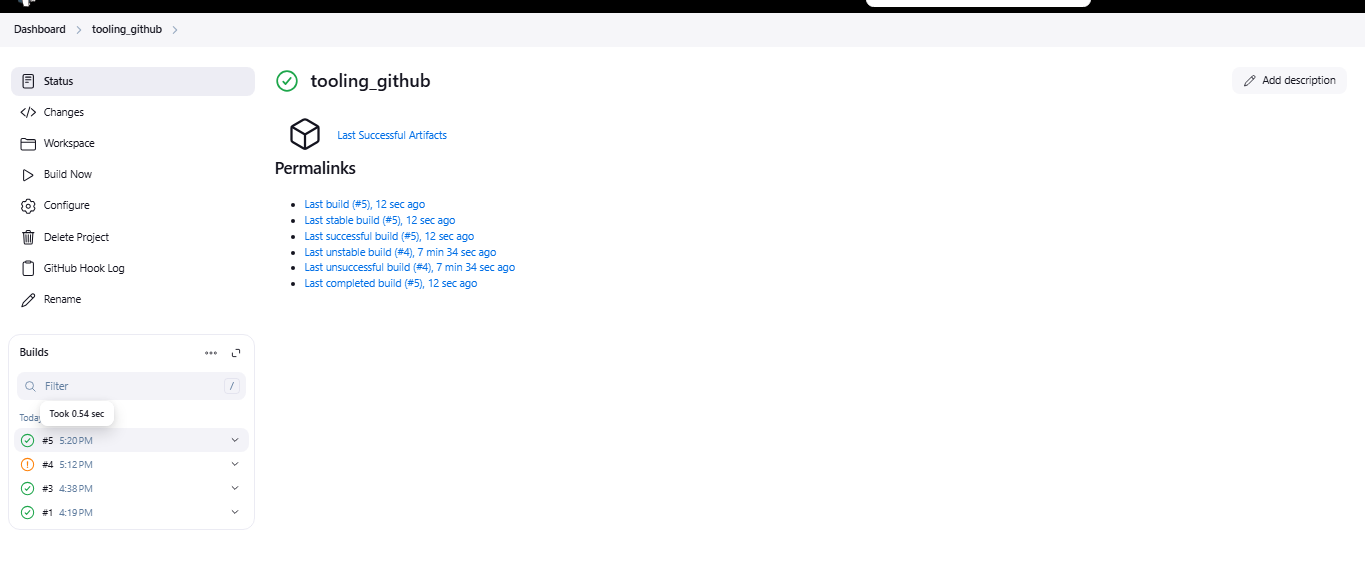 Dashboard > tooling_github >
Status
Changes
Workspace
Build Now
Configure
Delete Project
GitHub Hook Log
Rename
tooling_github
Add description
Last Successful Artifacts
Permalinks
Last build (#5), 12 sec ago
Last stable build (#5), 12 sec ago
Last successful build (#5), 12 sec ago
Last unstable build (#4), 7 min 34 sec ago
Last unsuccessful build (#4), 7 min 34 sec ago
Last completed build (#5), 12 sec ago
Builds
Filter /
Today
Took 0.54 sec
#5 5:20 PM
#4 5:12 PM
#3 4:38 PM
#1 4:19 PM